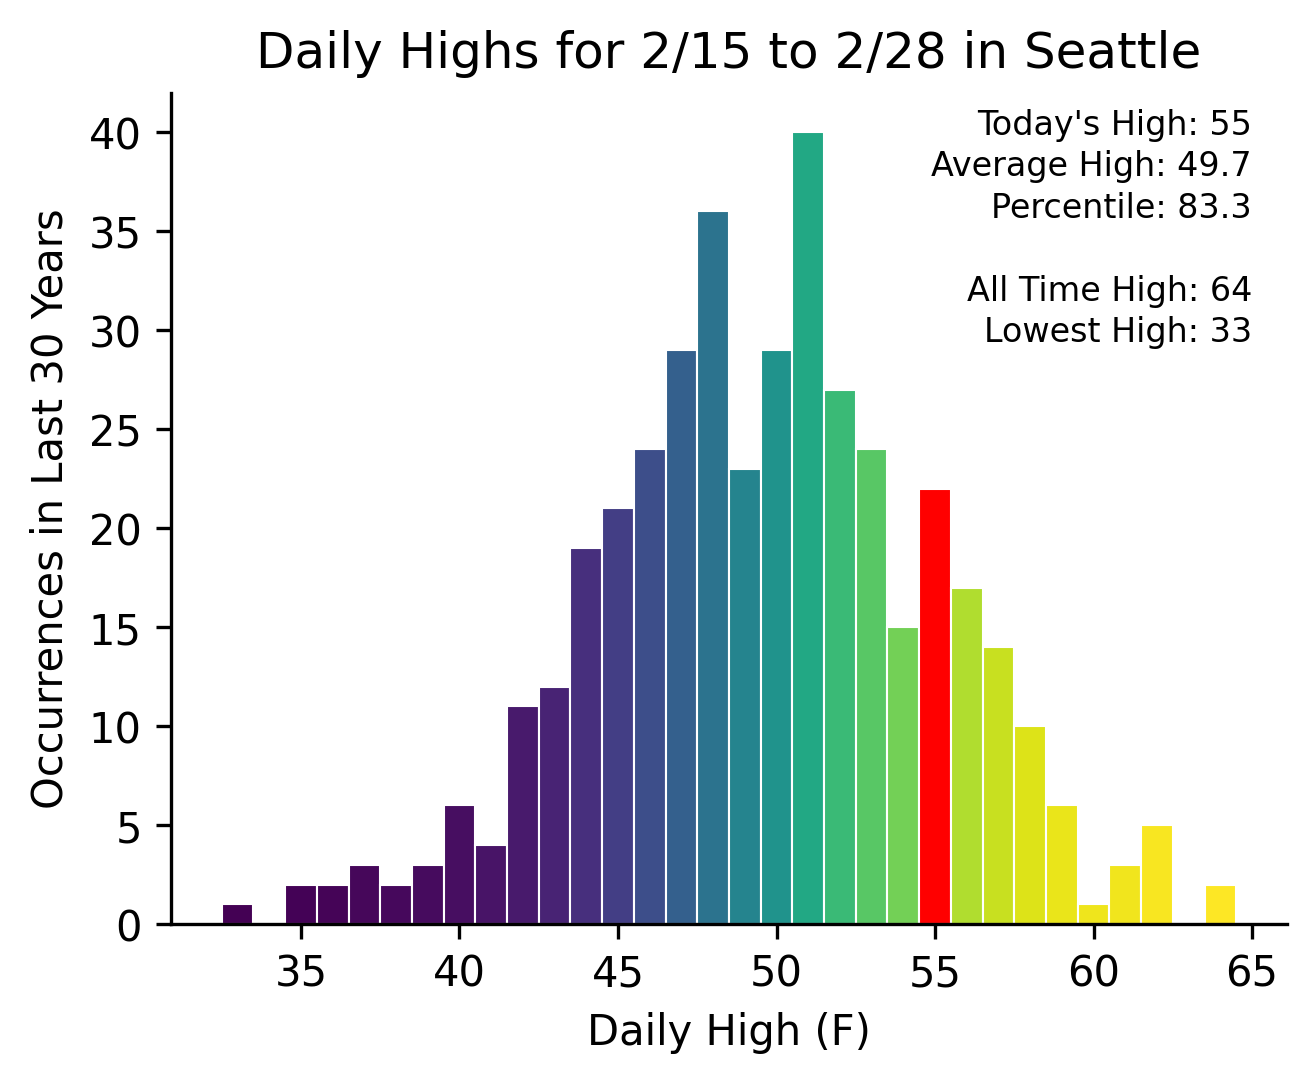 Daily Highs for 2/15 to 2/28 in Seattle
Today's High: 55
Average High: 49.7
Percentile: 83.3
All Time High: 64
Lowest High: 33
Occurrences in Last 30 Years
40
35
30
25
20
15
10
5
0
35 40 45 50 55 60 65
Daily High (F)